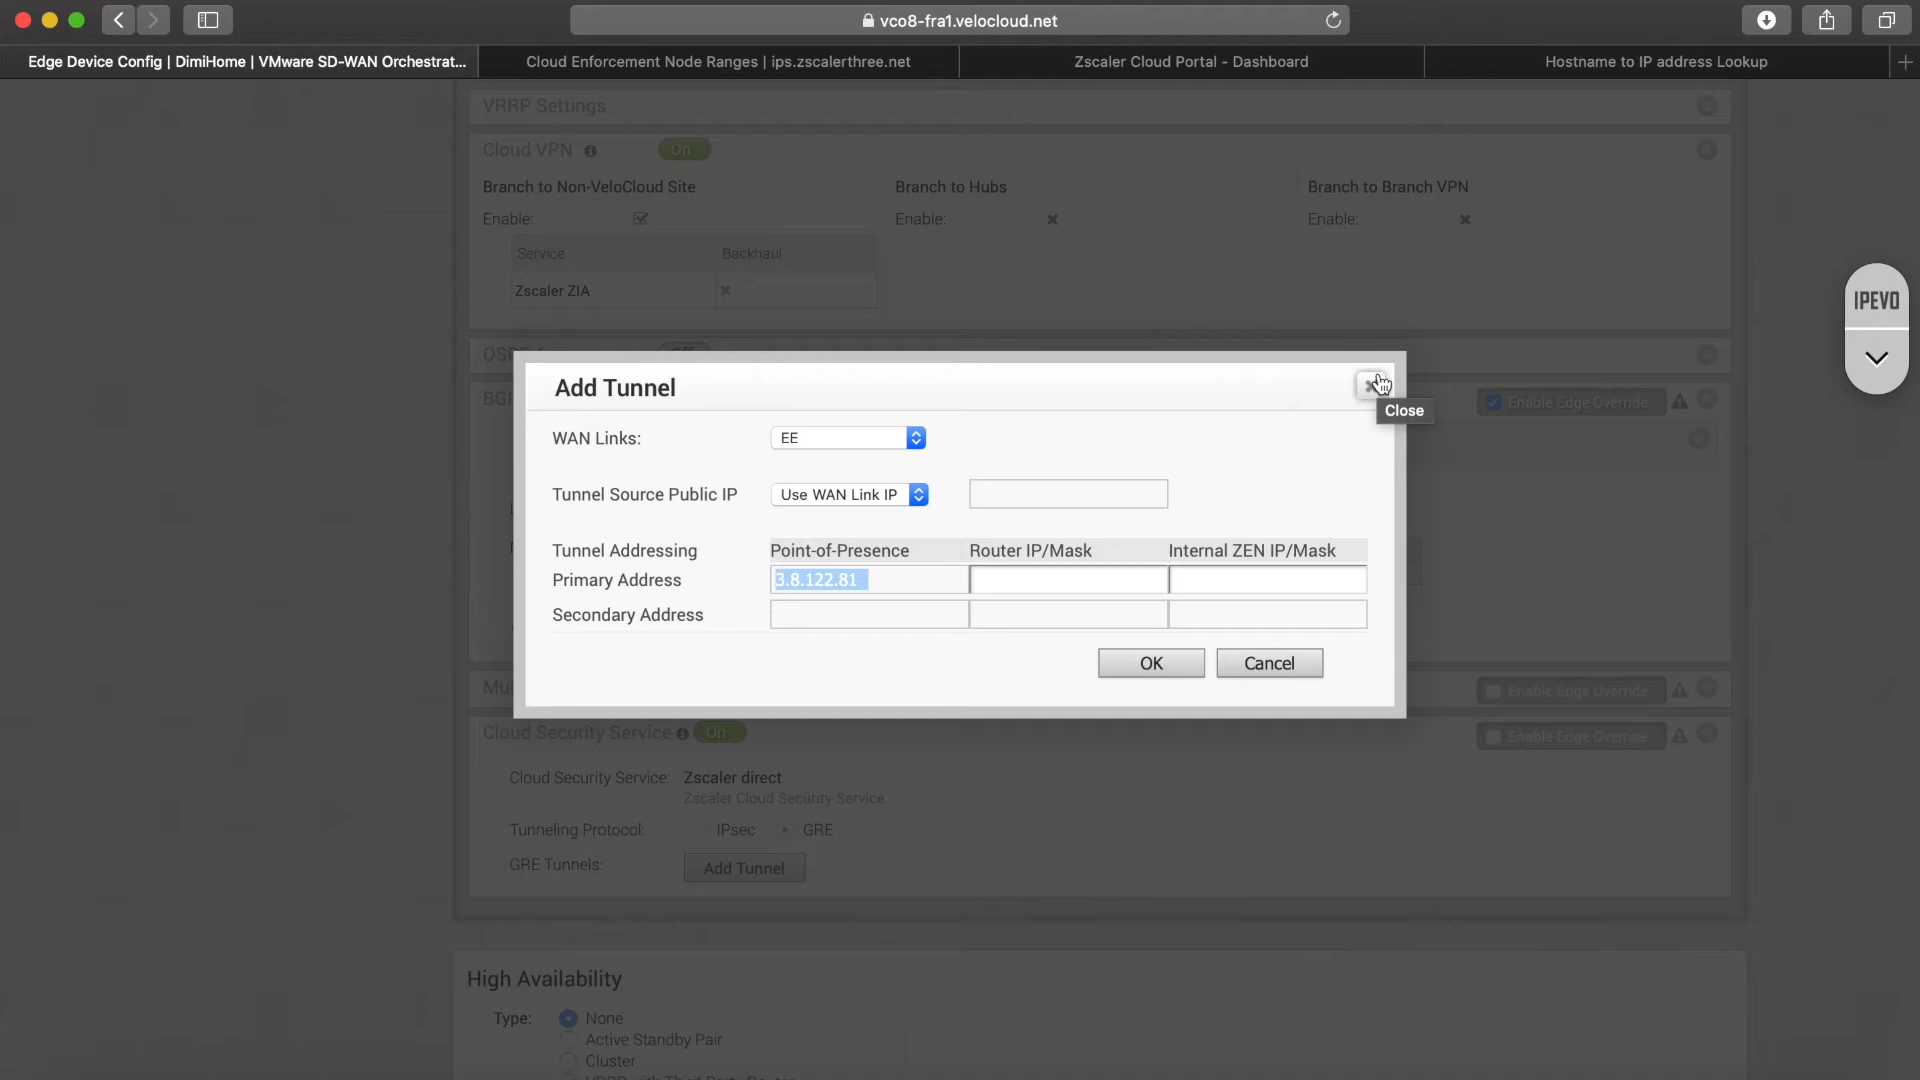 vco8-fra1.velocloud.net
Edge Device Config | DimiHome | VMware SD-WAN Orchestrat...
Cloud Enforcement Node Ranges | ips.zscalerthree.net
Zscaler Cloud Portal - Dashboard
Hostname to IP address Lookup
VRRP Settings
Cloud VPN
On
Branch to Non-VeloCloud Site
Branch to Hubs
Branch to Branch VPN
Enable:
Enable:
Enable:
Service
Backhaul
Zscaler ZIA
IPEVO
Add Tunnel
Close
Enable Edge Override
WAN Links:
EE
Tunnel Source Public IP
Use WAN Link IP
Tunnel Addressing
Point-of-Presence
Router IP/Mask
Internal ZEN IP/Mask
Primary Address
3.8.122.81
Secondary Address
OK
Cancel
Enable Edge Override
Cloud Security Service
On
Enable Edge Override
Cloud Security Service:
Zscaler direct
Zscaler Cloud Security Service
Tunneling Protocol:
IPsec
GRE
GRE Tunnels:
Add Tunnel
High Availability
Type:
None
Active Standby Pair
Cluster